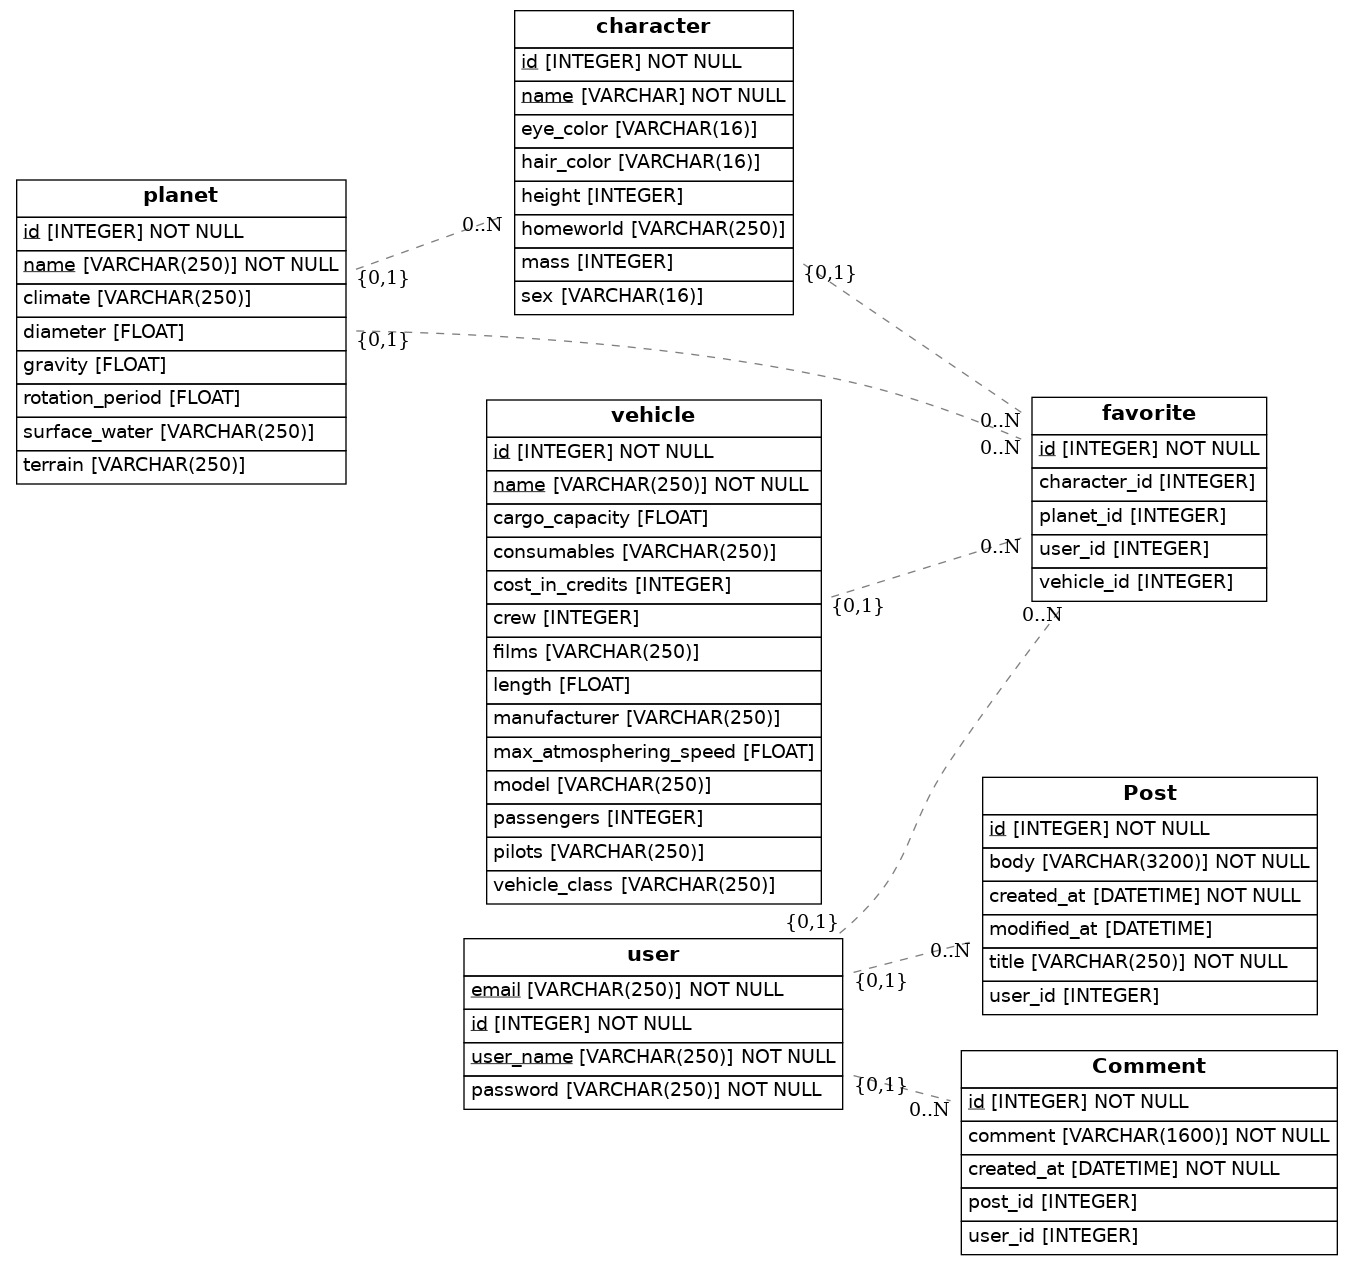 character
id [INTEGER] NOT NULL
name [VARCHAR] NOT NULL
eye_color [VARCHAR(16)]
hair_color [VARCHAR(16)]
height [INTEGER]
homeworld [VARCHAR(250)]
mass [INTEGER]
sex [VARCHAR(16)]
planet
id [INTEGER] NOT NULL
name [VARCHAR(250)] NOT NULL
climate [VARCHAR(250)]
diameter [FLOAT]
gravity [FLOAT]
rotation_period [FLOAT]
surface_water [VARCHAR(250)]
terrain [VARCHAR(250)]
0..N
{0,1}
{0,1}
{0,1}
0..N
0..N
vehicle
id [INTEGER] NOT NULL
name [VARCHAR(250)] NOT NULL
cargo_capacity [FLOAT]
consumables [VARCHAR(250)]
cost_in_credits [INTEGER]
crew [INTEGER]
films [VARCHAR(250)]
length [FLOAT]
manufacturer [VARCHAR(250)]
max_atmosphering_speed [FLOAT]
model [VARCHAR(250)]
passengers [INTEGER]
pilots [VARCHAR(250)]
vehicle_class [VARCHAR(250)]
favorite
id [INTEGER] NOT NULL
character_id [INTEGER]
planet_id [INTEGER]
user_id [INTEGER]
vehicle_id [INTEGER]
0..N
{0,1}
0..N
{0,1}
Post
id [INTEGER] NOT NULL
body [VARCHAR(3200)] NOT NULL
created_at [DATETIME] NOT NULL
modified_at [DATETIME]
title [VARCHAR(250)] NOT NULL
user_id [INTEGER]
user
email [VARCHAR(250)] NOT NULL
id [INTEGER] NOT NULL
user_name [VARCHAR(250)] NOT NULL
password [VARCHAR(250)] NOT NULL
0..N
{0,1}
{0,1}
0..N
Comment
id [INTEGER] NOT NULL
comment [VARCHAR(1600)] NOT NULL
created_at [DATETIME] NOT NULL
post_id [INTEGER]
user_id [INTEGER]